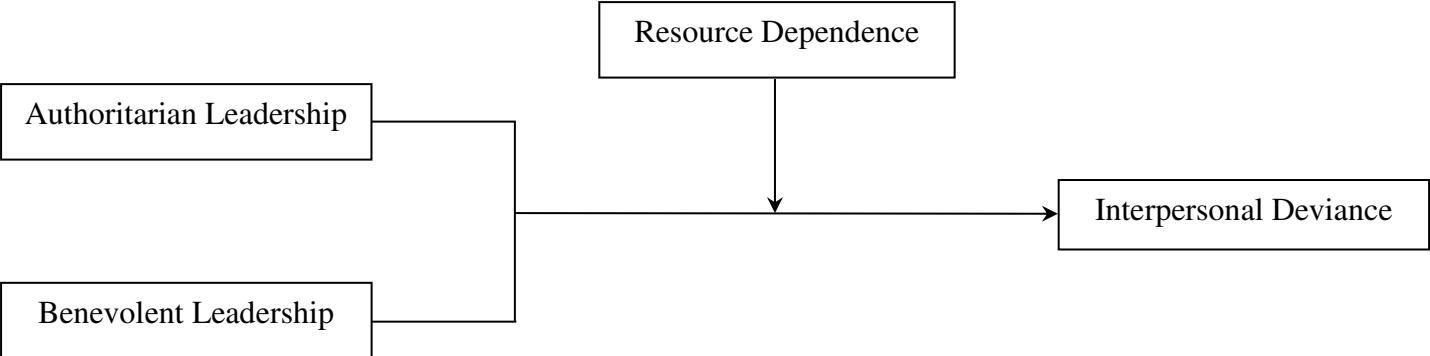 Resource Dependence
Authoritarian Leadership
Interpersonal Deviance
Benevolent Leadership